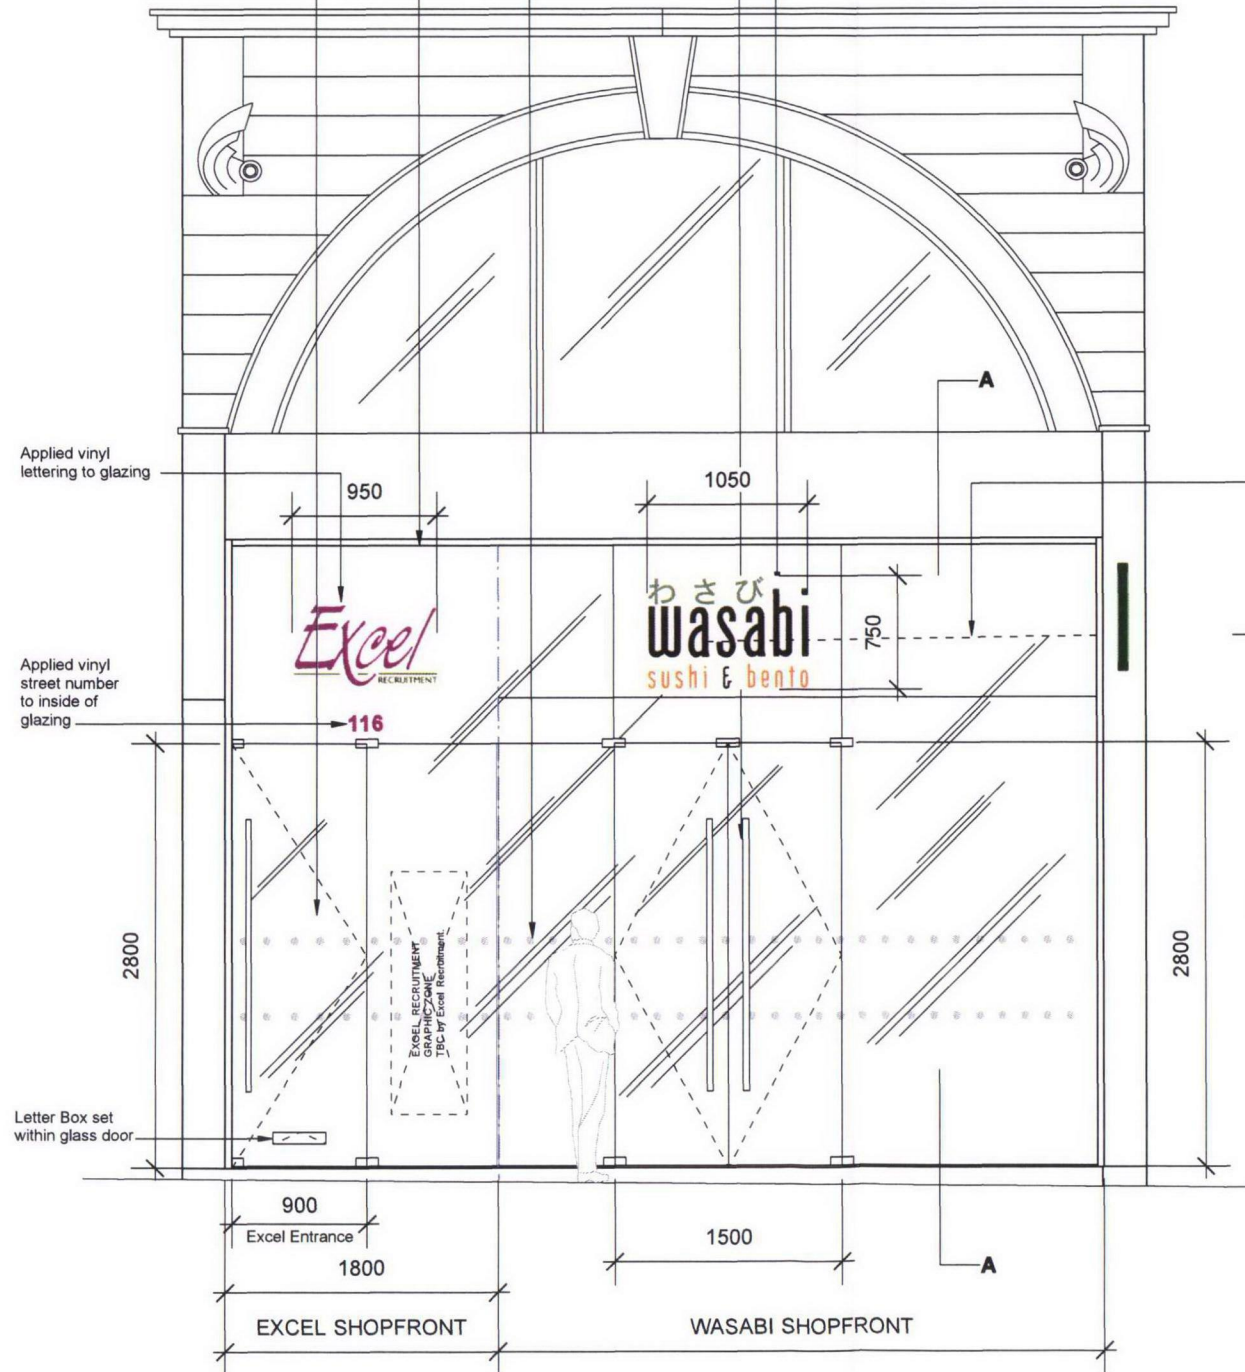 A
Applied vinyl
lettering to glazing
950
1050
わさび
wasabi
sushi & bento
750
Excel
RECRUITMENT
Applied vinyl
street number
to inside of
glazing
116
2800
2800
EXCEL RECRUITMENT
GRAPHIC ZONE
TBC by Excel Recruitment.
Letter Box set
within glass door
900
Excel Entrance
1500
1800
A
EXCEL SHOPFRONT
WASABI SHOPFRONT